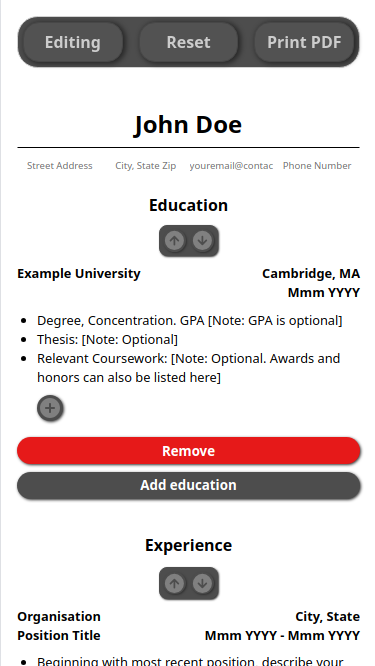 Editing Reset Print PDF
John Doe
Street Address City, State Zip youremail@contac Phone Number
Education
Example University Cambridge, MA
Mmm YYYY
• Degree, Concentration. GPA [Note: GPA is optional]
• Thesis: [Note: Optional]
• Relevant Coursework: [Note: Optional. Awards and
honors can also be listed here]
Remove
Add education
Experience
Organisation City, State
Position Title Mmm YYYY - Mmm YYYY
• Beginning with most recent position, describe your